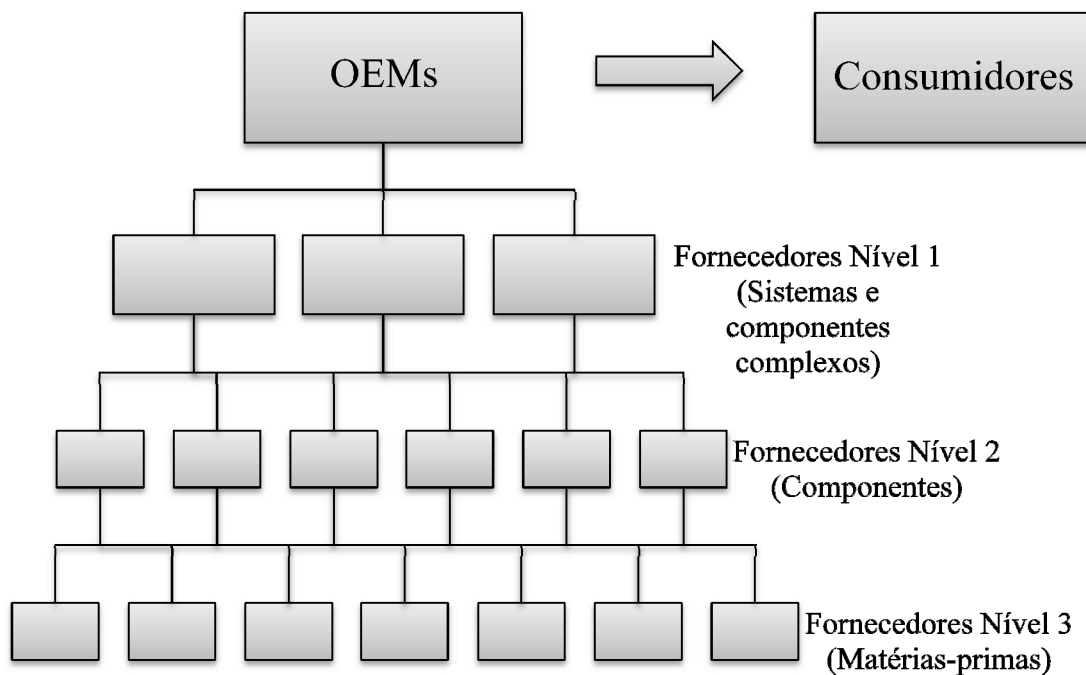 OEMs
Consumidores
Fornecedores Nível 1
(Sistemas e
componentes
complexos)
Fornecedores Nível 2
(Componentes)
Fornecedores Nível 3
(Matérias-primas)